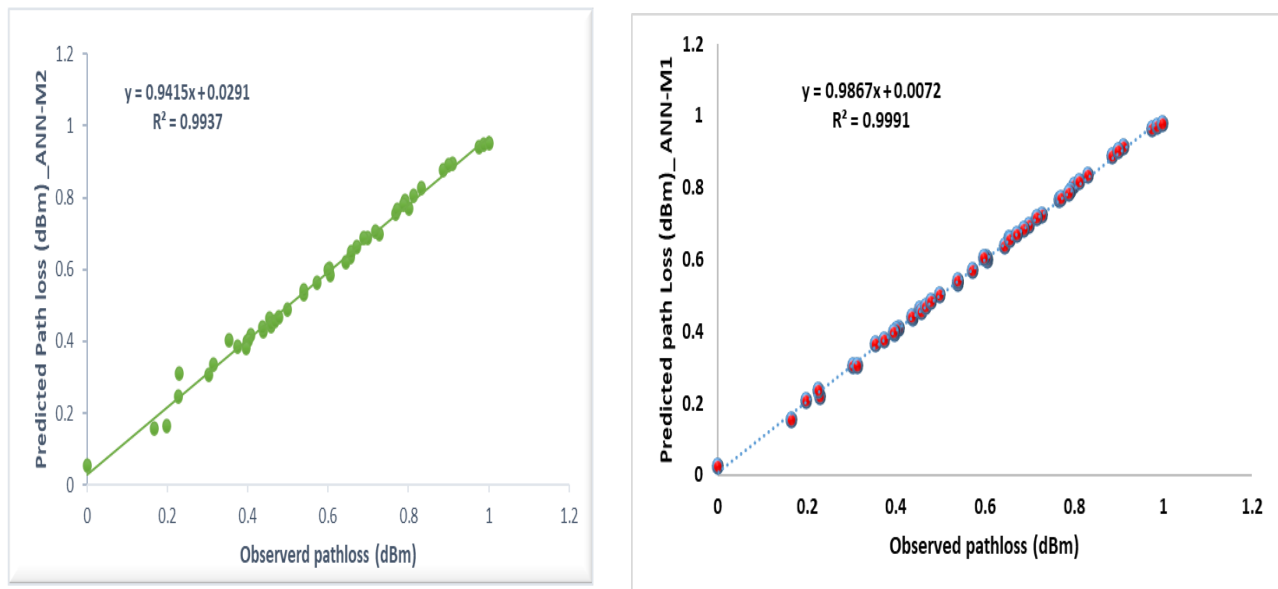 Predicted Path loss (dBm) _ANN-M2
y = 0.9415x + 0.0291
R² = 0.9937
1.2
1
0.8
0.6
0.4
0.2
0
0 0.2 0.4 0.6 0.8 1 1.2
Observerd pathloss (dBm)
Predicted path Loss (dBm)_ ANN-M1
y = 0.9867x + 0.0072
R² = 0.9991
1.2
1
0.8
0.6
0.4
0.2
0
0 0.2 0.4 0.6 0.8 1 1.2
Observed pathloss (dBm)